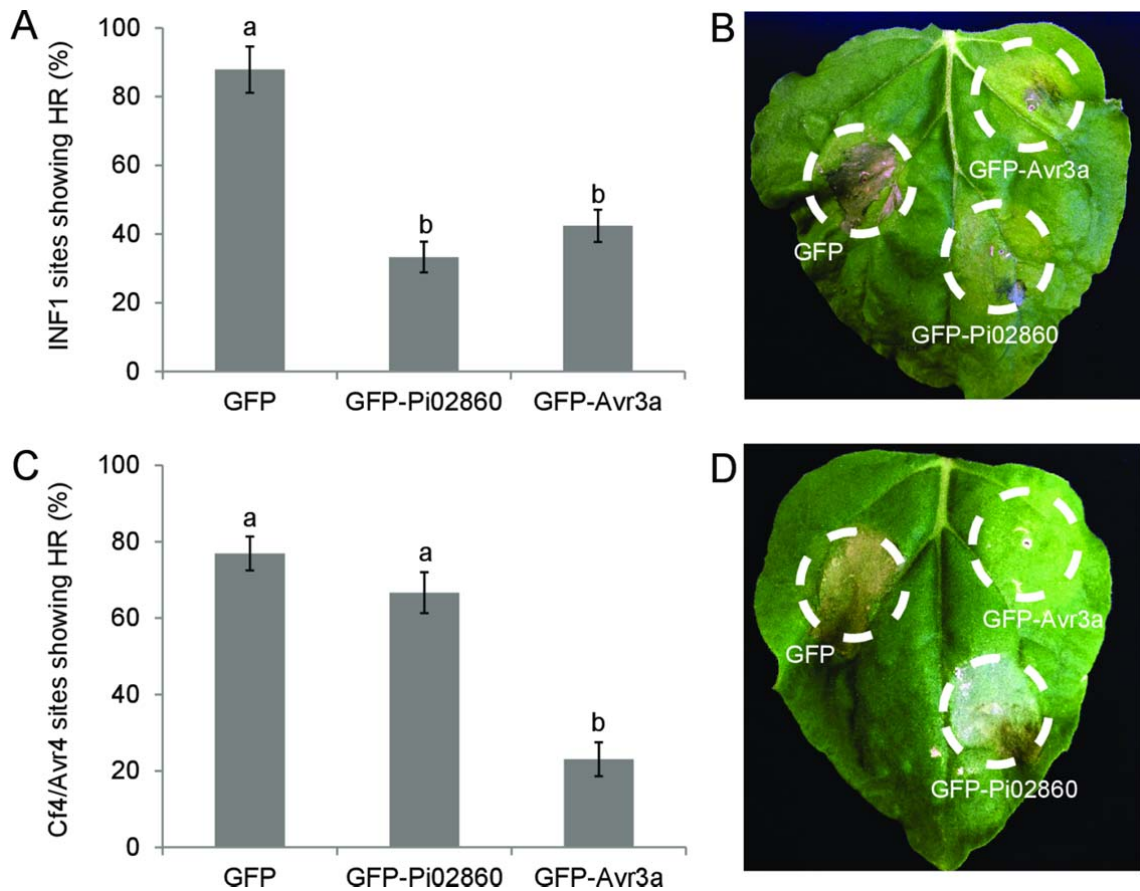 A
INF1 sites showing HR (%)
100
80
60
40
20
0
a
b
b
GFP
GFP-Pi02860
GFP-Avr3a
B
GFP-Avr3a
GFP
GFP-Pi02860
C
Cf4/Avr4 sites showing HR (%)
100
80
60
40
20
0
a
a
b
GFP
GFP-Pi02860
GFP-Avr3a
D
GFP-Avr3a
GFP
GFP-Pi02860